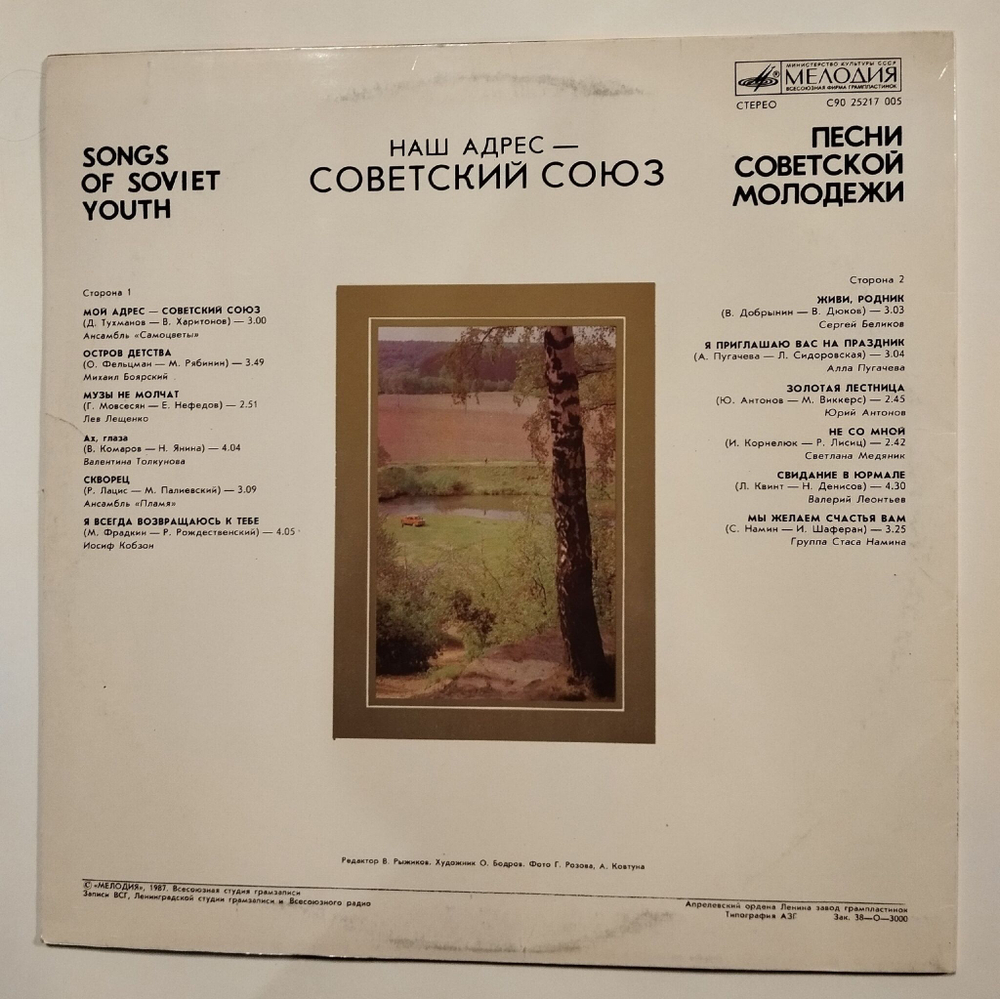 МИНИСТЕРСТВО КУЛЬТУРЫ СССР
МЕЛОДИЯ
ВСЕСОЮЗНАЯ ФИРМА ГРАМПЛАСТИНОК
СТЕРЕО С90 25217 005
SONGS
OF SOVIET
YOUTH
НАШ АДРЕС —
СОВЕТСКИЙ СОЮЗ
ПЕСНИ
СОВЕТСКОЙ
МОЛОДЕЖИ
Сторона 1
МОЙ АДРЕС — СОВЕТСКИЙ СОЮЗ
(Д. Тухманов — В. Харитонов) — 3.00
Ансамбль «Самоцветы»
ОСТРОВ ДЕТСТВА
(О. Фельцман — М. Рябинин) — 3.49
Михаил Боярский
МУЗЫ НЕ МОЛЧАТ
(Г. Мовсесян — Е. Нефедов) — 2.51
Лев Лещенко
Ах, глаза
(В. Комаров — Н. Янина) — 4.04
Валентина Толкунова
СКВОРЕЦ
(Р. Лацис — М. Палиевский) — 3.09
Ансамбль «Пламя»
Я ВСЕГДА ВОЗВРАЩАЮСЬ К ТЕБЕ
(М. Фрадкин — Р. Рождественский) — 4.05
Иосиф Кобзон
Сторона 2
ЖИВИ, РОДНИК
(В. Добрынин — В. Дюков) — 3.03
Сергей Беликов
Я ПРИГЛАШАЮ ВАС НА ПРАЗДНИК
(А. Пугачева — Л. Сидоровская) — 3.04
Алла Пугачева
ЗОЛОТАЯ ЛЕСТНИЦА
(Ю. Антонов — М. Виккерс) — 2.45
Юрий Антонов
НЕ СО МНОЙ
(И. Корнелюк — Р. Лисиц) — 2.42
Светлана Медяник
СВИДАНИЕ В ЮРМАЛЕ
(Л. Квинт — Н. Денисов) — 4.30
Валерий Леонтьев
МЫ ЖЕЛАЕМ СЧАСТЬЯ ВАМ
(С. Намин — И. Шаферан) — 3.25
Группа Стаса Намина
Редактор В. Рыжиков. Художник О. Бодров. Фото Г. Розова, А. Ковтуна
© «МЕЛОДИЯ», 1987. Всесоюзная студия грамзаписи
Записи ВСГ, Ленинградской студии грамзаписи и Всесоюзного радио
Апрелевский ордена Ленина завод грампластинок
Типография АЗГ Зак. 38—О—3000